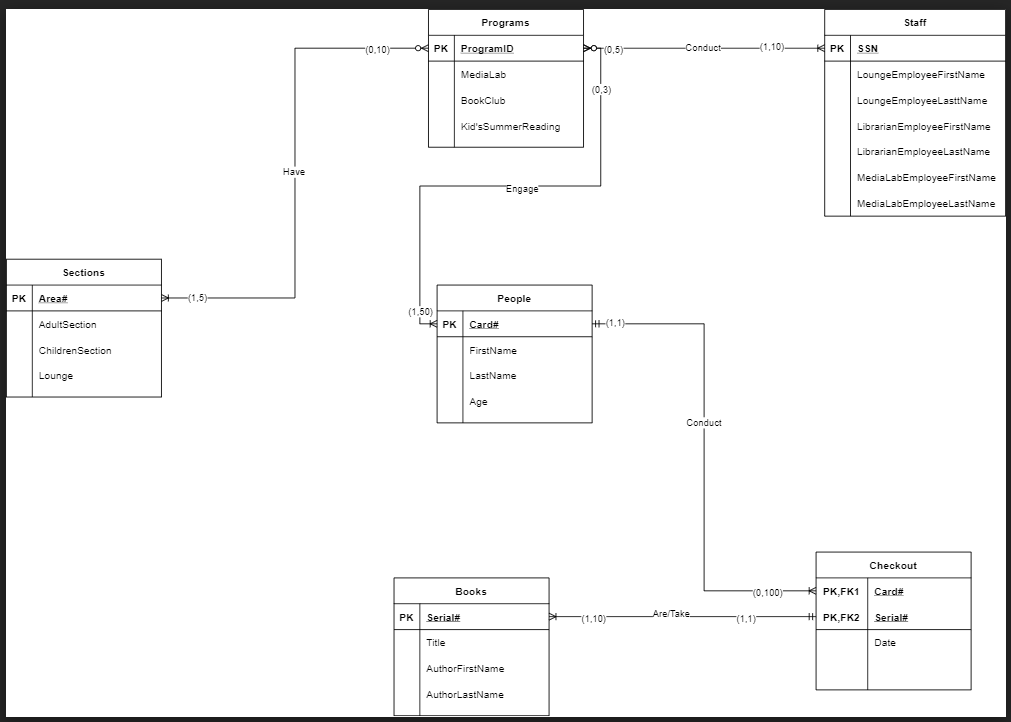 Programs
PK ProgramID
MediaLab
BookClub
Kid'sSummerReading
Staff
PK SSN
LoungeEmployeeFirstName
LoungeEmployeeLasttName
LibrarianEmployeeFirstName
LibrarianEmployeeLastName
MediaLabEmployeeFirstName
MediaLabEmployeeLastName
(0,10)
(0,5)
Conduct
(1,10)
(0,3)
Have
Engage
Sections
PK Area#
AdultSection
ChildrenSection
Lounge
(1,5)
(1,50)
People
PK Card#
FirstName
LastName
Age
(1,1)
Conduct
(0,100)
Checkout
PK,FK1 Card#
PK,FK2 Serial#
Date
Books
PK Serial#
Title
AuthorFirstName
AuthorLastName
(1,10)
Are/Take
(1,1)